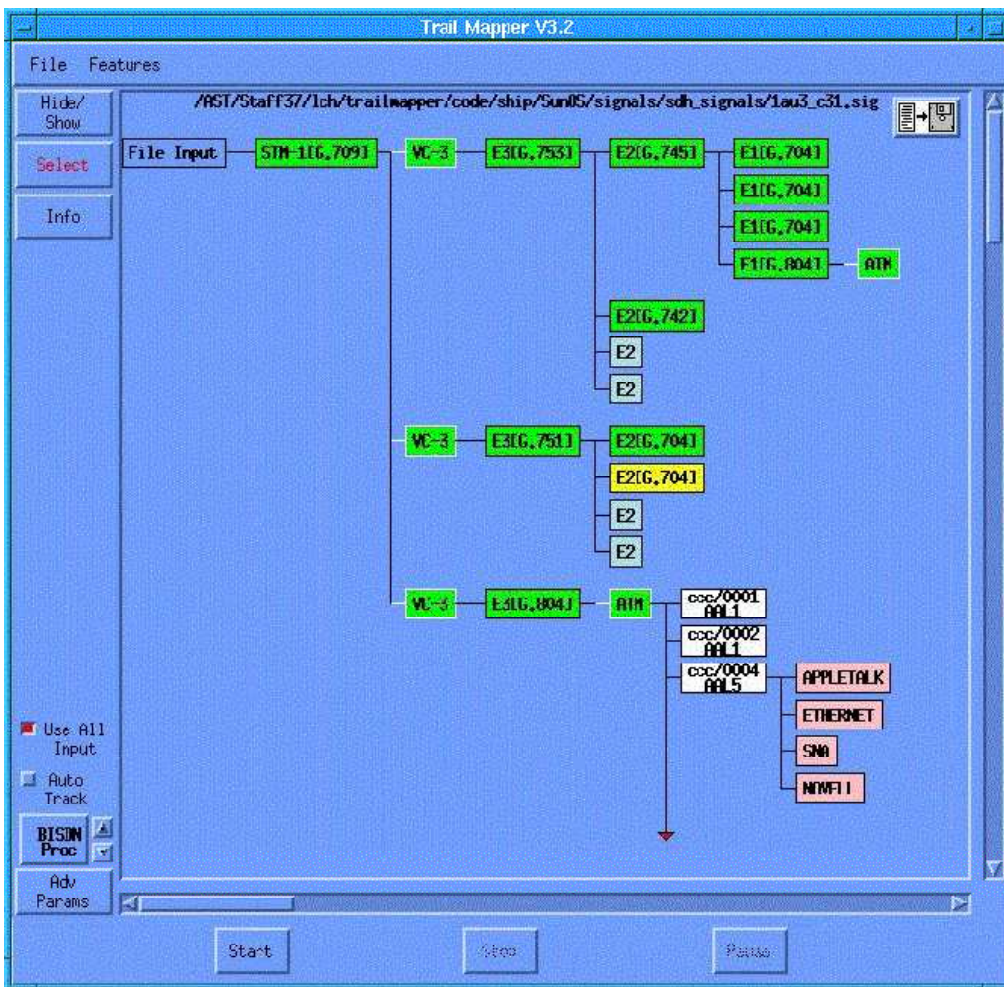 Trail Mapper V3.2
File Features
Hide/
Show
Select
Info
/AST/Staff37/lch/trailmapper/code/ship/SunOS/signals/sdh_signals/1au3_c31.sig
File Input STM-1[G.709] VC-3 E3[G.753] E2[G.745] E1[G.704]
E1[G.704]
E1[G.704]
E1[G.804] ATM
E2[G.742]
E2
E2
VC-3 E3[G.751] E2[G.704]
E2[G.704]
E2
E2
VC-3 E3[G.804] ATM ccc/0001
AAL1
ccc/0002
AAL1
ccc/0004
AAL5
APPLETALK
ETHERNET
SNA
NOVELL
Use All
Input
Auto
Track
BISDN
Proc
Adv
Params
Start Stop Pause